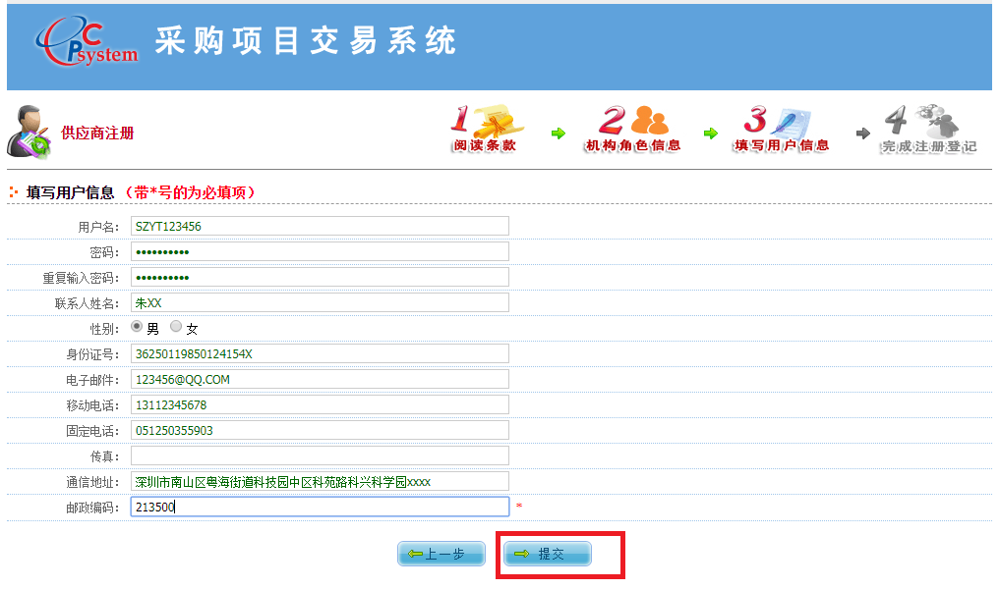 CPsystem 采购项目交易系统
供应商注册
1 阅读条款
2 机构角色信息
3 填写用户信息
4 完成注册登记
填写用户信息 （带*号的为必填项）
用户名： SZYT123456
密码： ••••••••••
重复输入密码： ••••••••••
联系人姓名： 朱XX
性别： 男 女
身份证号： 36250119850124154X
电子邮件： 123456@QQ.COM
移动电话： 13112345678
固定电话： 051250355903
传真：
通信地址： 深圳市南山区粤海街道科技园中区科苑路科兴科学园xxxx
邮政编码： 213500 *
上一步 提交